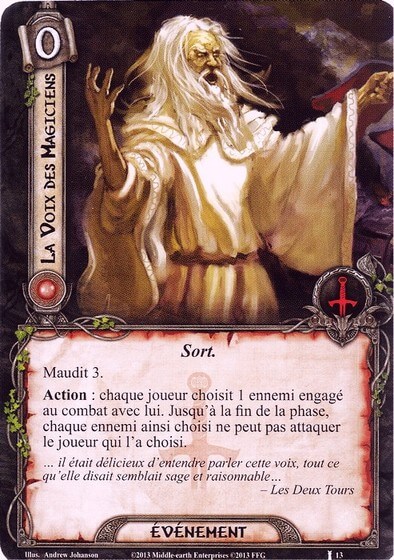 0
La Voix des Magiciens
Sort.
Maudit 3.
Action : chaque joueur choisit 1 ennemi engagé
au combat avec lui. Jusqu'à la fin de la phase,
chaque ennemi ainsi choisi ne peut pas attaquer
le joueur qui l'a choisi.
... il était délicieux d'entendre parler cette voix, tout ce
qu'elle disait semblait sage et raisonnable...
– Les Deux Tours
ÉVÉNEMENT
Illus. Andrew Johanson
©2013 Middle-earth Enterprises ©2013 FFG
13